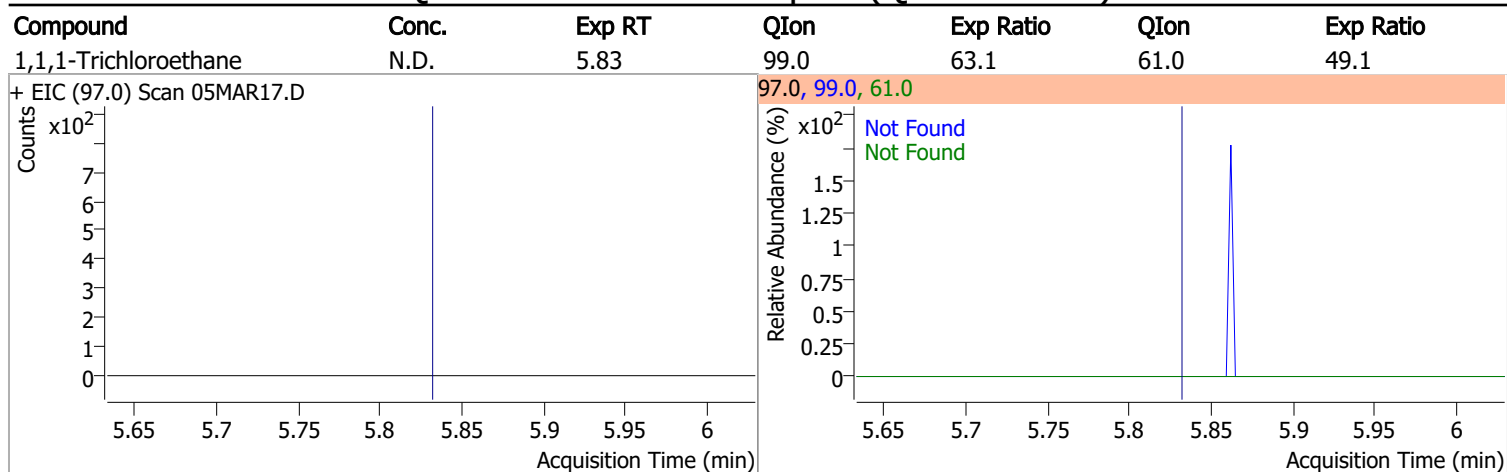 Compound Conc. Exp RT QIon Exp Ratio QIon Exp Ratio
1,1,1-Trichloroethane N.D. 5.83 99.0 63.1 61.0 49.1
+ EIC (97.0) Scan 05MAR17.D
Counts
x10²
7
6
5
4
3
2
1
0
5.65 5.7 5.75 5.8 5.85 5.9 5.95 6
Acquisition Time (min)
97.0, 99.0, 61.0
Relative Abundance (%)
x10²
Not Found
Not Found
1.5
1.25
1
0.75
0.5
0.25
0
5.65 5.7 5.75 5.8 5.85 5.9 5.95 6
Acquisition Time (min)